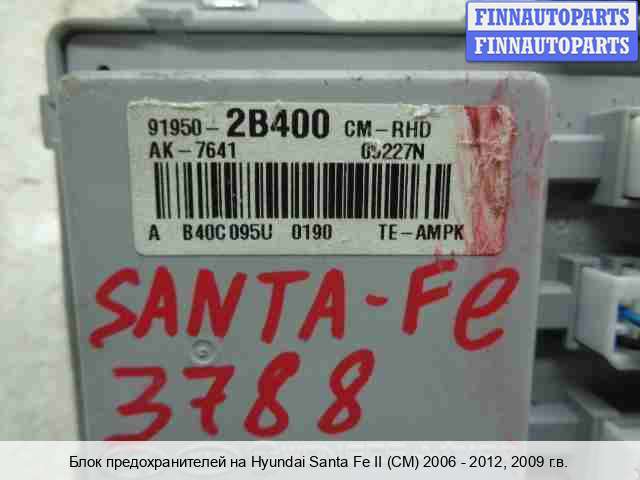 FINNAUTOPARTS
FINNAUTOPARTS
91950- 2B400 CM-RHD
AK-7641 09227N
A B40C095U 0190 TE-AMPK
SANTA-Fe
3788
Блок предохранителей на Hyundai Santa Fe II (CM) 2006 - 2012, 2009 г.в.